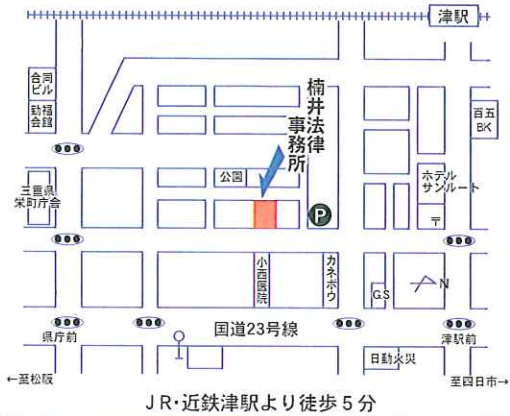 津駅
合同
ビル
勤福
会館
楠井法律
事務所
百五
BK
公園
三重県
栄町庁舎
P
ホテル
サンルート
〒
小西医院
カネボウ
G.S
N
国道23号線
県庁前
津駅前
日動火災
←至松阪
至四日市→
JR・近鉄津駅より徒歩5分